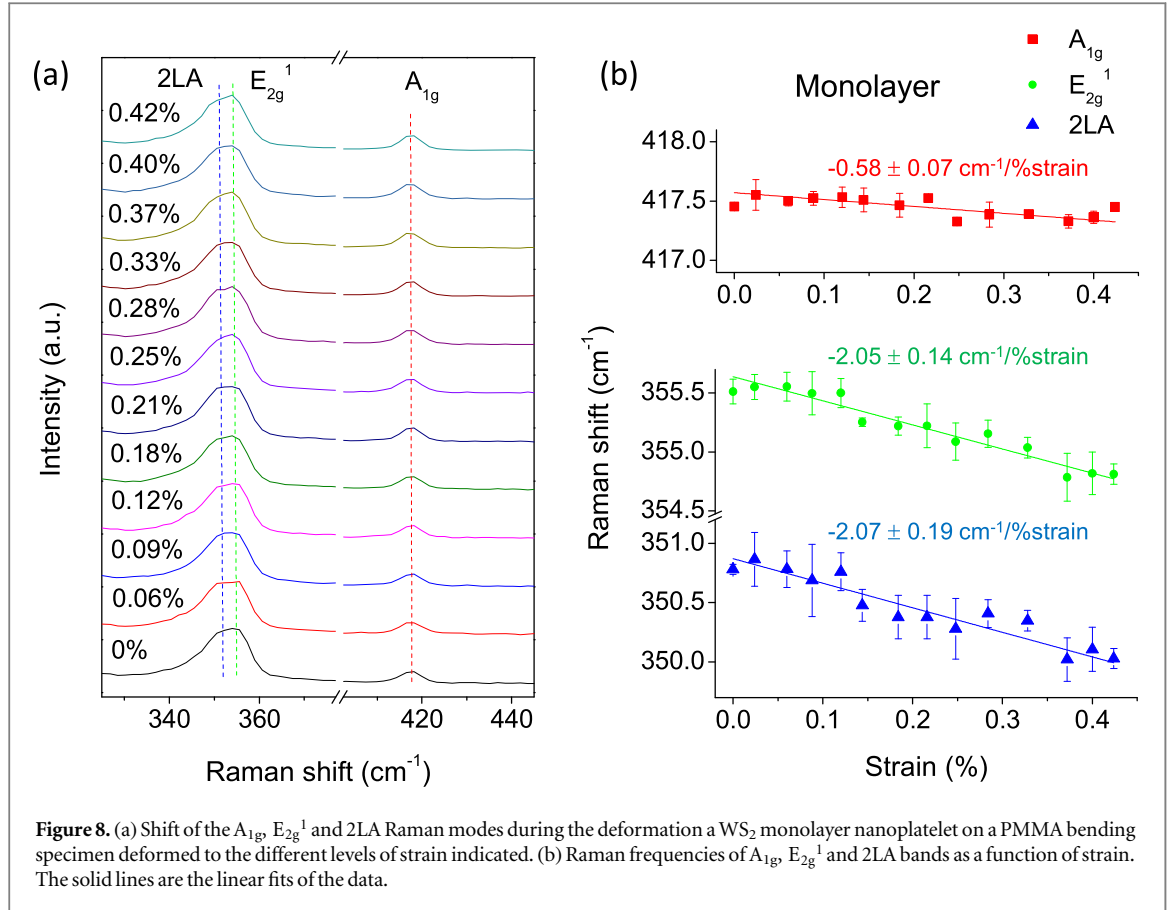 (a)
2LA
E2g1
A1g
0.42%
0.40%
0.37%
0.33%
0.28%
0.25%
0.21%
0.18%
0.12%
0.09%
0.06%
0%
Intensity (a.u.)
340 360 420 440
Raman shift (cm-1)
(b)
Monolayer
A1g
E2g1
2LA
-0.58 ± 0.07 cm-1/%strain
418.0
417.5
417.0
0.0 0.1 0.2 0.3 0.4
-2.05 ± 0.14 cm-1/%strain
355.5
355.0
354.5
-2.07 ± 0.19 cm-1/%strain
351.0
350.5
350.0
0.0 0.1 0.2 0.3 0.4
Raman shift (cm-1)
Strain (%)
Figure 8. (a) Shift of the A1g, E2g1 and 2LA Raman modes during the deformation a WS2 monolayer nanoplatelet on a PMMA bending
specimen deformed to the different levels of strain indicated. (b) Raman frequencies of A1g, E2g1 and 2LA bands as a function of strain.
The solid lines are the linear fits of the data.